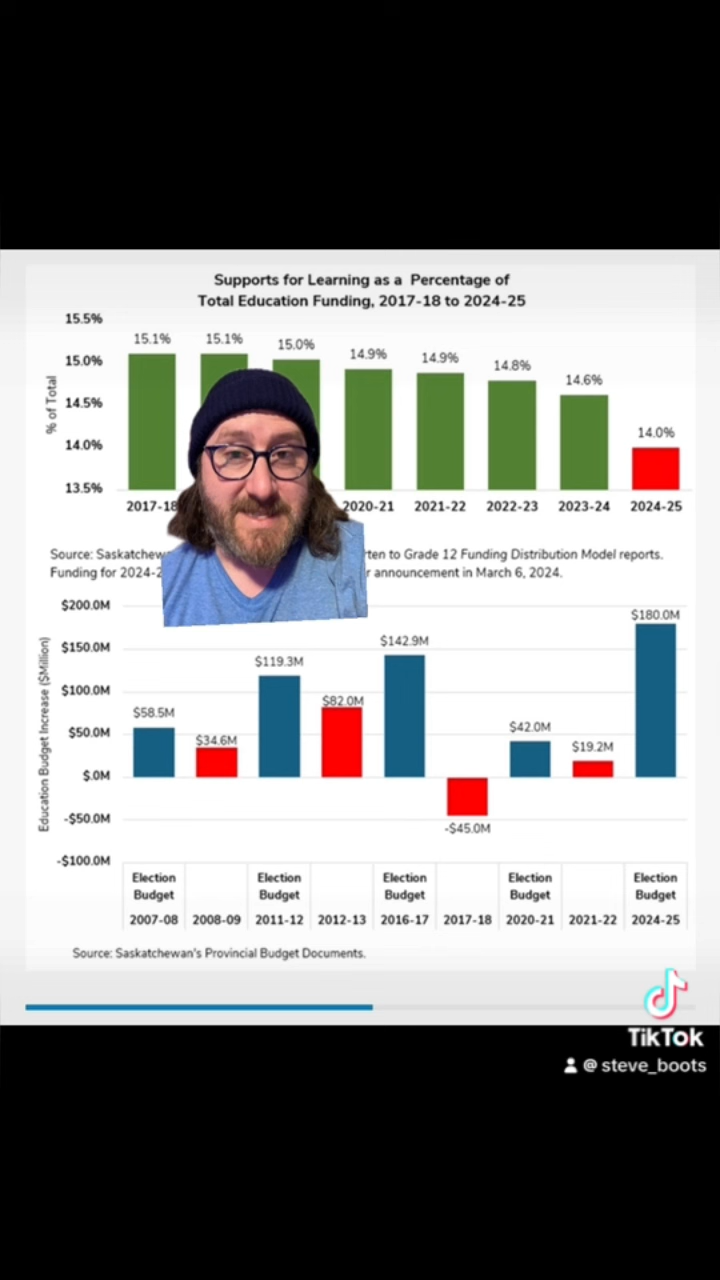 Supports for Learning as a Percentage of
Total Education Funding, 2017-18 to 2024-25
% of Total
15.5%
15.0%
14.5%
14.0%
13.5%
15.1% 15.1% 15.0% 14.9% 14.9% 14.8% 14.6% 14.0%
2017-18 2020-21 2021-22 2022-23 2023-24 2024-25
Source: to Grade 12 Funding Distribution Model reports.
Funding for announcement in March 6, 2024.
Education Budget Increase ($Million)
$200.0M
$150.0M
$100.0M
$50.0M
$.0M
-$50.0M
-$100.0M
$58.5M $34.6M $119.3M $82.0M $142.9M -$45.0M $42.0M $19.2M $180.0M
Election Election Election Election Election
Budget Budget Budget Budget Budget
2007-08 2008-09 2011-12 2012-13 2016-17 2017-18 2020-21 2021-22 2024-25
Source: Saskatchewan's Provincial Budget Documents.
TikTok
@ steve_boots